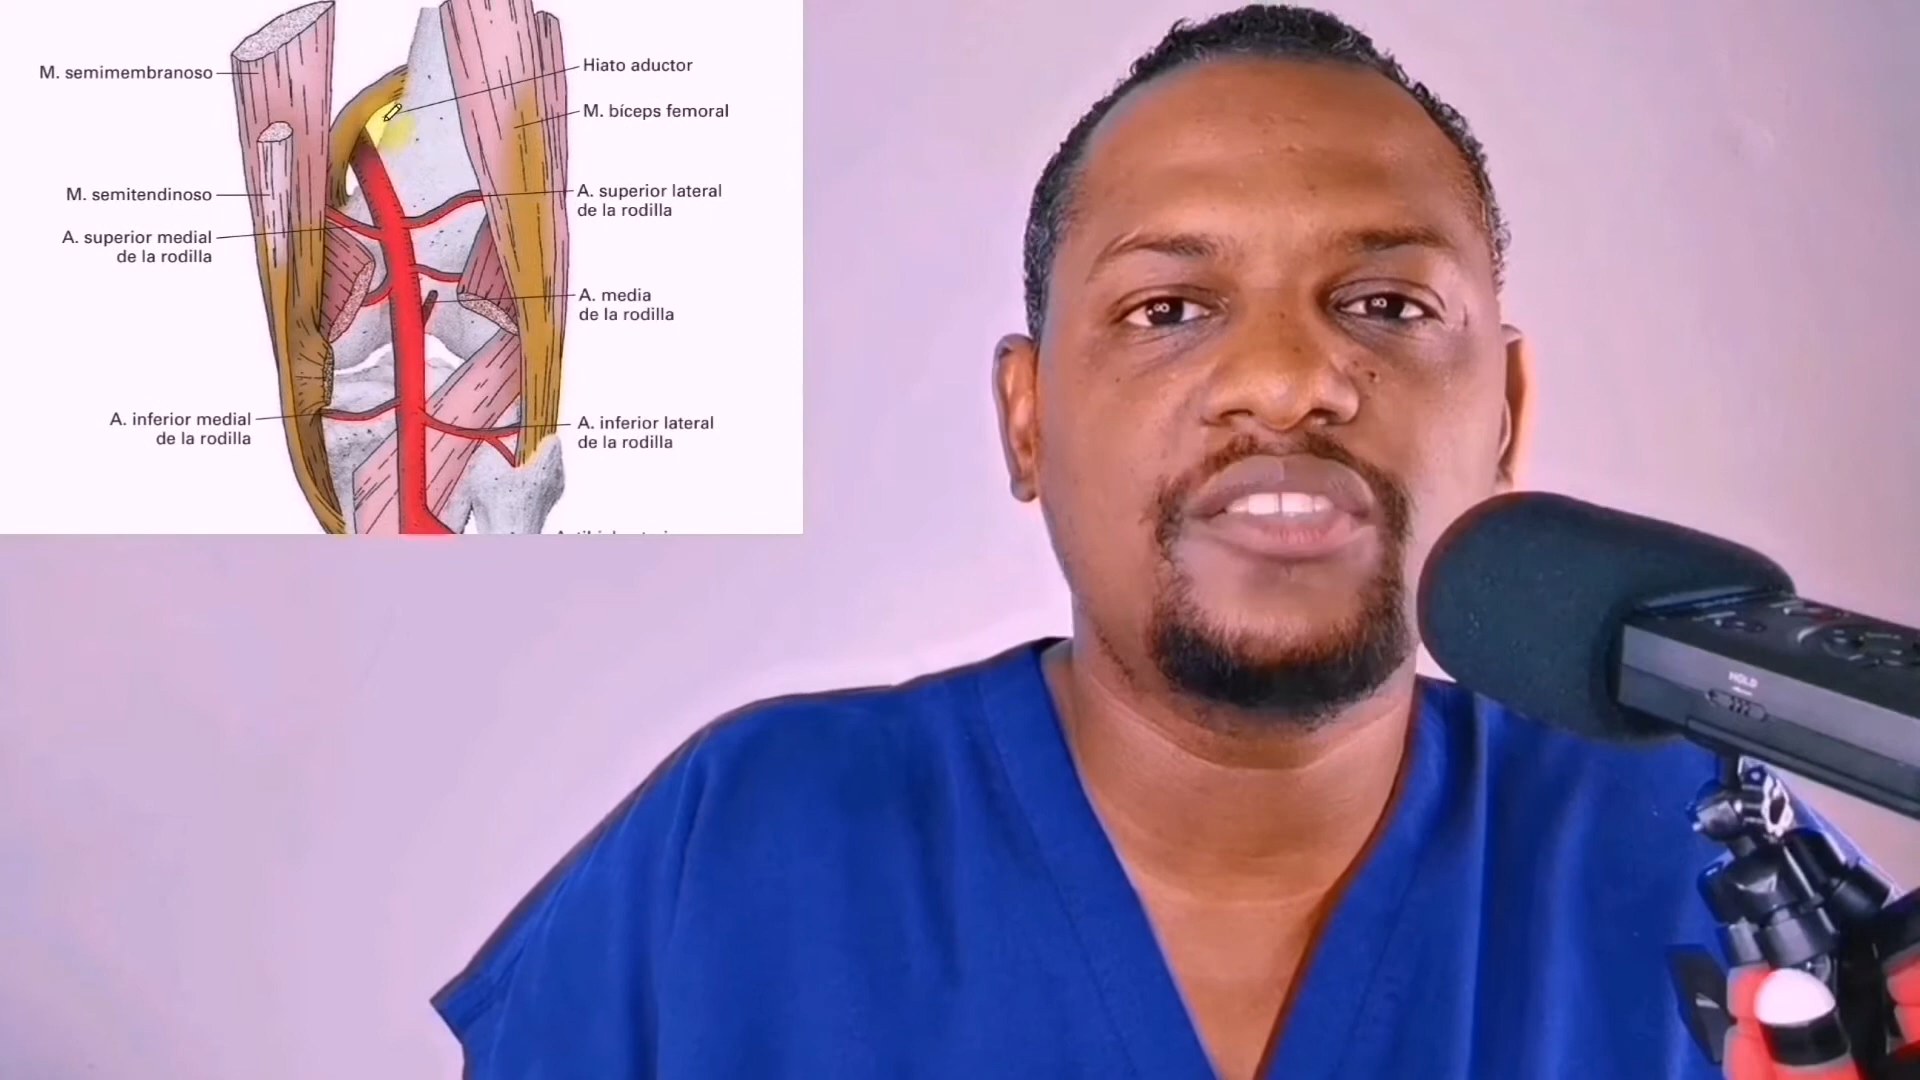 M. semimembranoso
Hiato aductor
M. bíceps femoral
M. semitendinoso
A. superior lateral
de la rodilla
A. superior medial
de la rodilla
A. media
de la rodilla
A. inferior medial
de la rodilla
A. inferior lateral
de la rodilla
HOLD